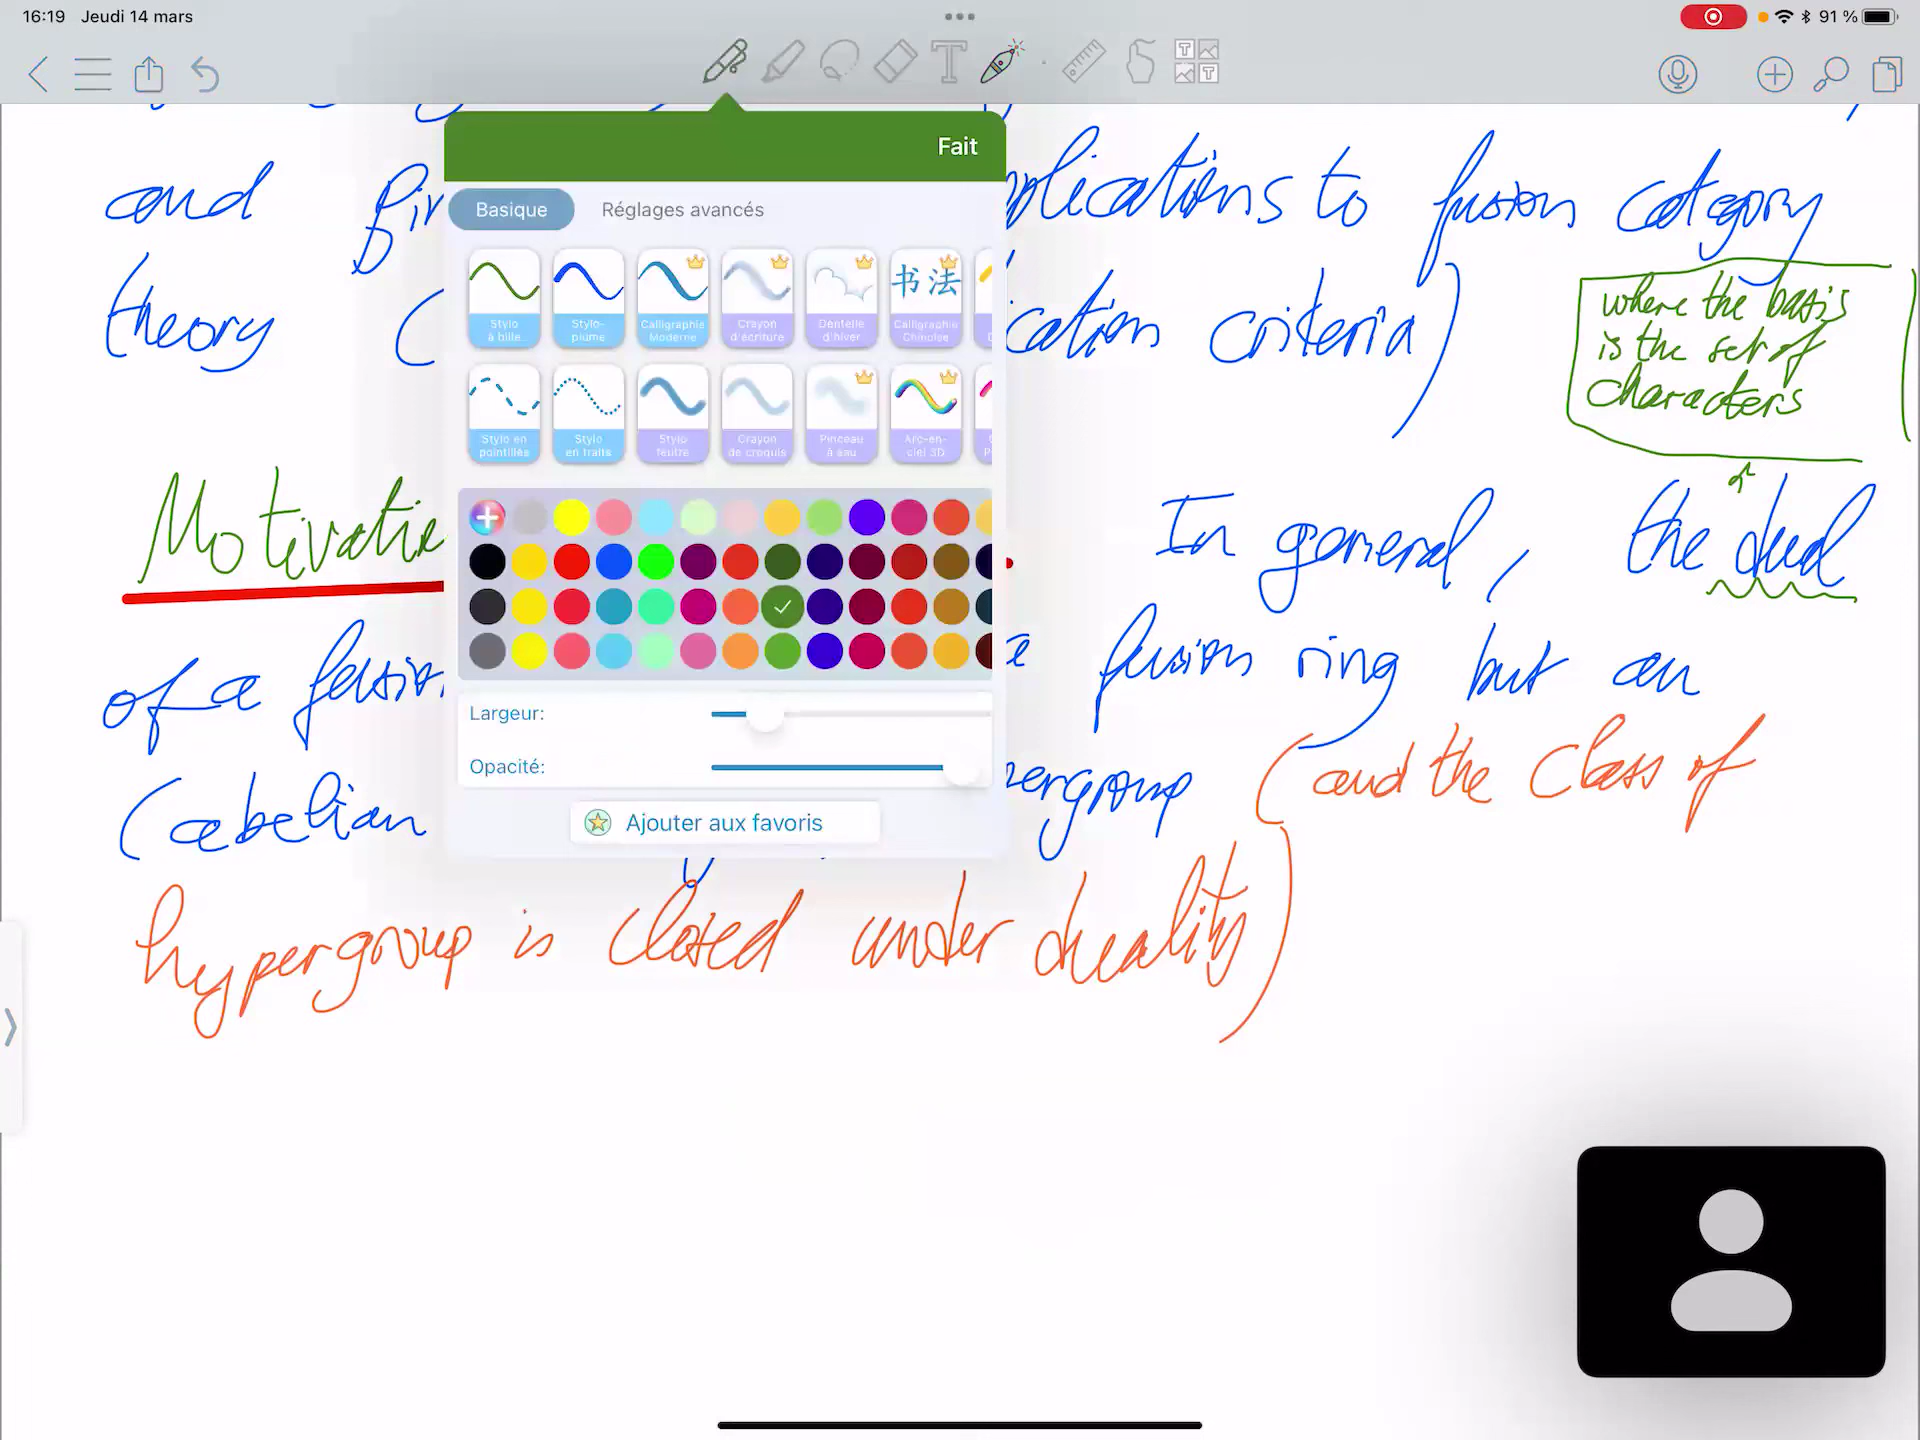 16:19 Jeudi 14 mars
91 %
Fait
Basique Réglages avancés
Stylo à bille
Stylo-plume
Calligraphie Moderne
Crayon d'écriture
Dentelle d'hiver
书法
Calligraphie Chinoise
Stylo en pointillés
Stylo en traits
Stylo feutre
Crayon de croquis
Pinceau à eau
Arc-en-ciel 3D
Largeur:
Opacité:
Ajouter aux favoris
and to fusion category
theory ( criteria)
where the basis
is the set of
characters
In general, the dual
of a fusion ring but an
(abelian (and the class of
hypergroup is closed under duality)